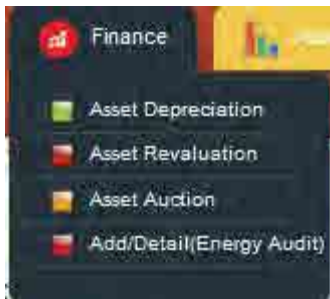 Finance
Asset Depreciation
Asset Revaluation
Asset Auction
Add/Detail(Energy Audit)